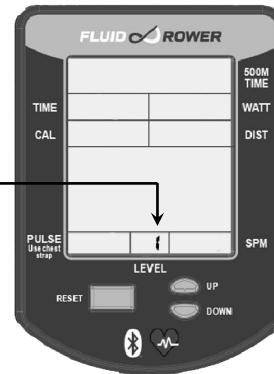 FLUID ROWER
500M
TIME
TIME
WATT
CAL
DIST
PULSE
Use chest
strap
1
SPM
LEVEL
RESET
UP
DOWN